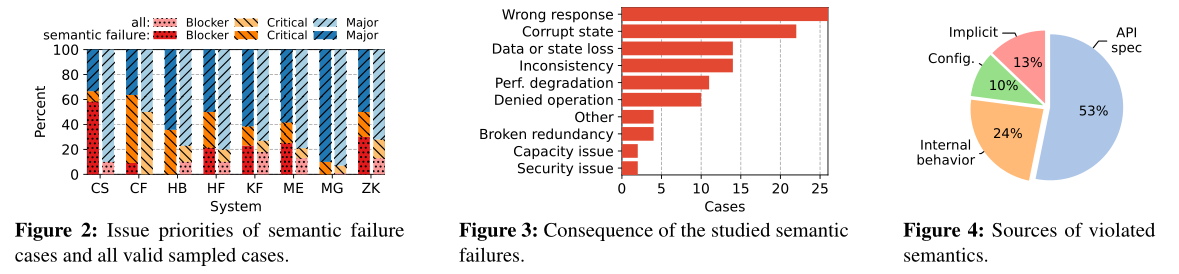 all: Blocker Critical Major
semantic failure: Blocker Critical Major
100
80
60
40
20
0
Percent
CS CF HB HF KF ME MG ZK
System
Figure 2: Issue priorities of semantic failure
cases and all valid sampled cases.
Wrong response
Corrupt state
Data or state loss
Inconsistency
Perf. degradation
Denied operation
Other
Broken redundancy
Capacity issue
Security issue
0 5 10 15 20 25
Cases
Figure 3: Consequence of the studied semantic
failures.
Implicit
API
spec
Config.
13%
10%
53%
24%
Internal
behavior
Figure 4: Sources of violated
semantics.